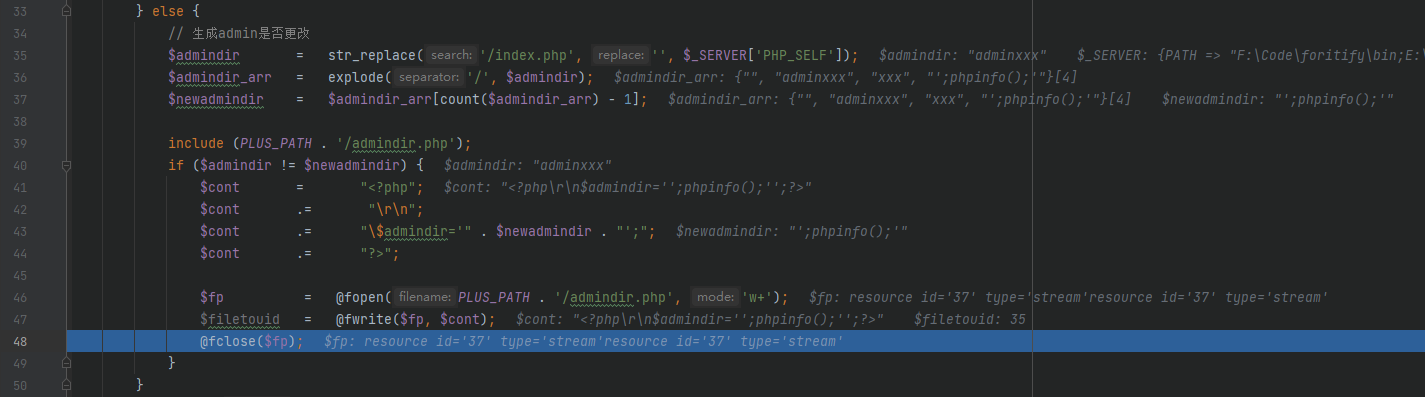 33 } else {
34 // 生成admin是否更改
35 $admindir = str_replace( search: '/index.php', replace: '', $_SERVER['PHP_SELF']); $admindir: "adminxxx" $_SERVER: {PATH => "F:\Code\foritify\bin;E:\
36 $admindir_arr = explode( separator: '/', $admindir); $admindir_arr: {"", "adminxxx", "xxx", "';phpinfo();'"}[4]
37 $newadmindir = $admindir_arr[count($admindir_arr) - 1]; $admindir_arr: {"", "adminxxx", "xxx", "';phpinfo();'"}[4] $newadmindir: "';phpinfo();'"
38
39 include (PLUS_PATH . '/admindir.php');
40 if ($admindir != $newadmindir) { $admindir: "adminxxx"
41 $cont = "<?php"; $cont: "<?php\r\n$admindir='';phpinfo();'';?>"
42 $cont .= "\r\n";
43 $cont .= "\$admindir='" . $newadmindir . "';"; $newadmindir: "';phpinfo();'"
44 $cont .= "?>";
45
46 $fp = @fopen( filename: PLUS_PATH . '/admindir.php', mode: 'w+'); $fp: resource id='37' type='stream'resource id='37' type='stream'
47 $filetouid = @fwrite($fp, $cont); $cont: "<?php\r\n$admindir='';phpinfo();'';?>" $filetouid: 35
48 @fclose($fp); $fp: resource id='37' type='stream'resource id='37' type='stream'
49 }
50 }